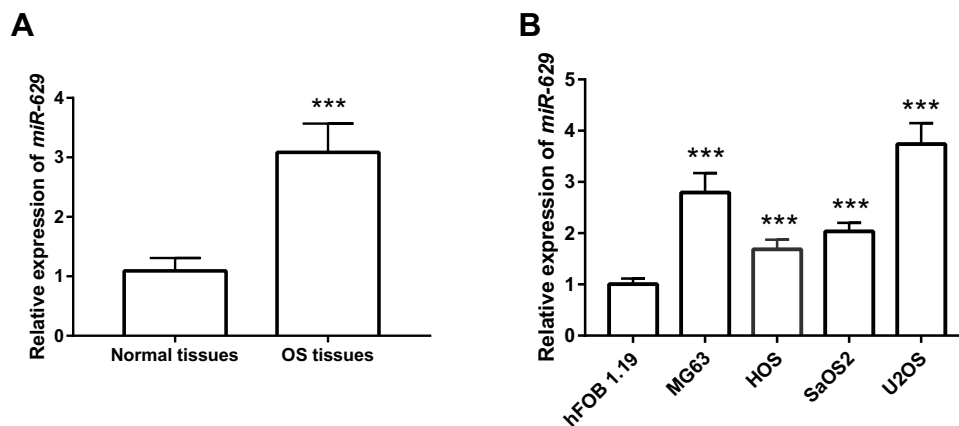 A
Relative expression of miR-629
4
3
2
1
0
***
Normal tissues
OS tissues
B
Relative expression of miR-629
5
4
3
2
1
0
***
***
***
***
hFOB 1.19
MG63
HOS
SaOS2
U2OS